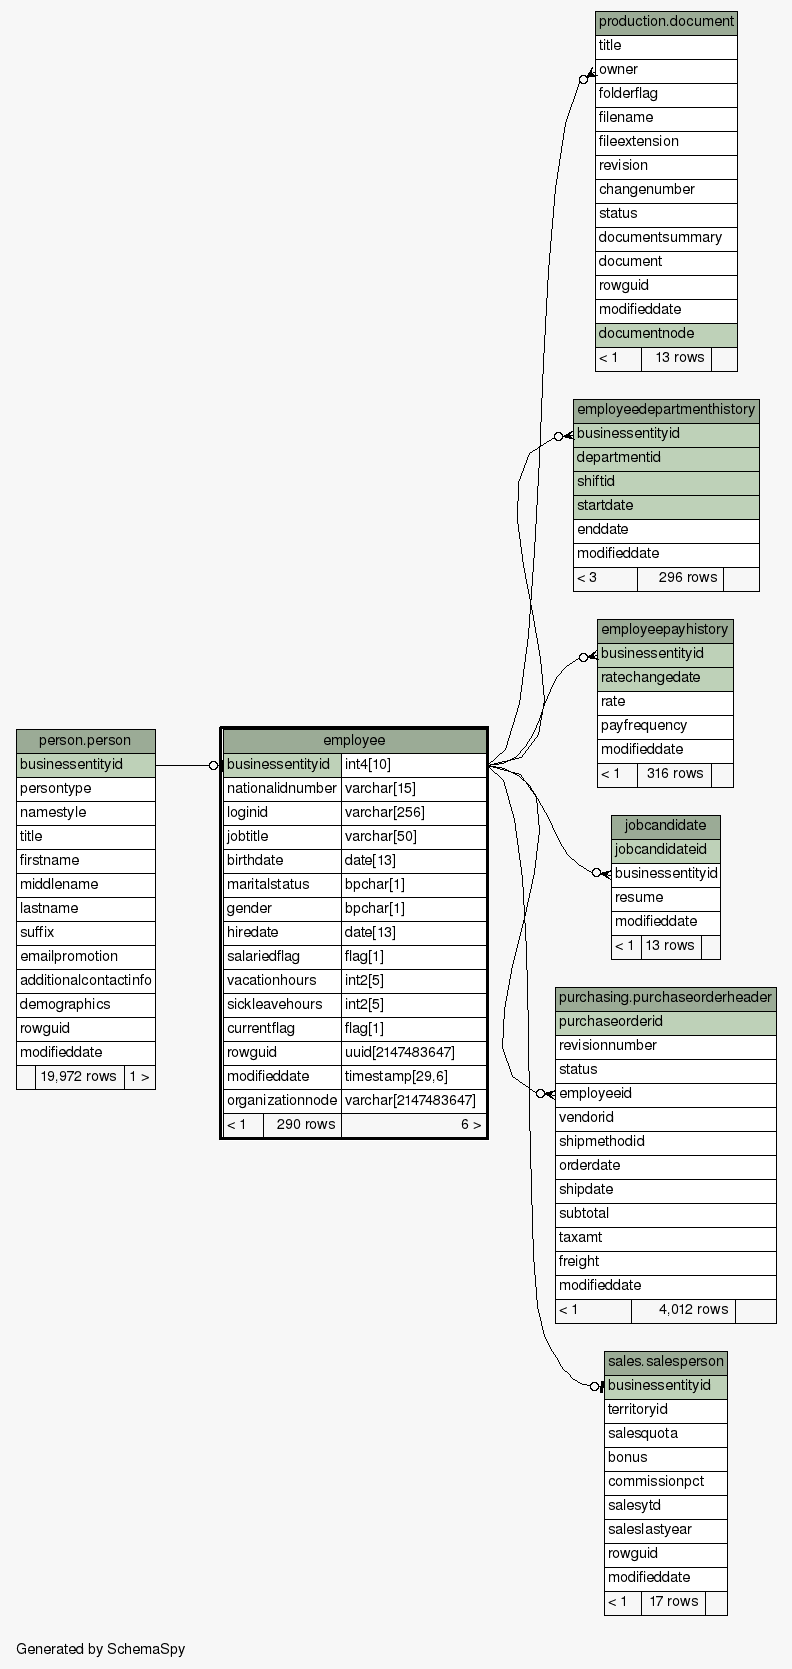 production.document
title
owner
folderflag
filename
fileextension
revision
changenumber
status
documentsummary
document
rowguid
modifieddate
documentnode
< 1 13 rows
employeedepartmenthistory
businessentityid
departmentid
shiftid
startdate
enddate
modifieddate
< 3 296 rows
employeepayhistory
businessentityid
ratechangedate
rate
payfrequency
modifieddate
< 1 316 rows
person.person
businessentityid
persontype
namestyle
title
firstname
middlename
lastname
suffix
emailpromotion
additionalcontactinfo
demographics
rowguid
modifieddate
19,972 rows 1 >
employee
businessentityid int4[10]
nationalidnumber varchar[15]
loginid varchar[256]
jobtitle varchar[50]
birthdate date[13]
maritalstatus bpchar[1]
gender bpchar[1]
hiredate date[13]
salariedflag flag[1]
vacationhours int2[5]
sickleavehours int2[5]
currentflag flag[1]
rowguid uuid[2147483647]
modifieddate timestamp[29,6]
organizationnode varchar[2147483647]
< 1 290 rows 6 >
jobcandidate
jobcandidateid
businessentityid
resume
modifieddate
< 1 13 rows
purchasing.purchaseorderheader
purchaseorderid
revisionnumber
status
employeeid
vendorid
shipmethodid
orderdate
shipdate
subtotal
taxamt
freight
modifieddate
< 1 4,012 rows
sales.salesperson
businessentityid
territoryid
salesquota
bonus
commissionpct
salesytd
saleslastyear
rowguid
modifieddate
< 1 17 rows
Generated by SchemaSpy